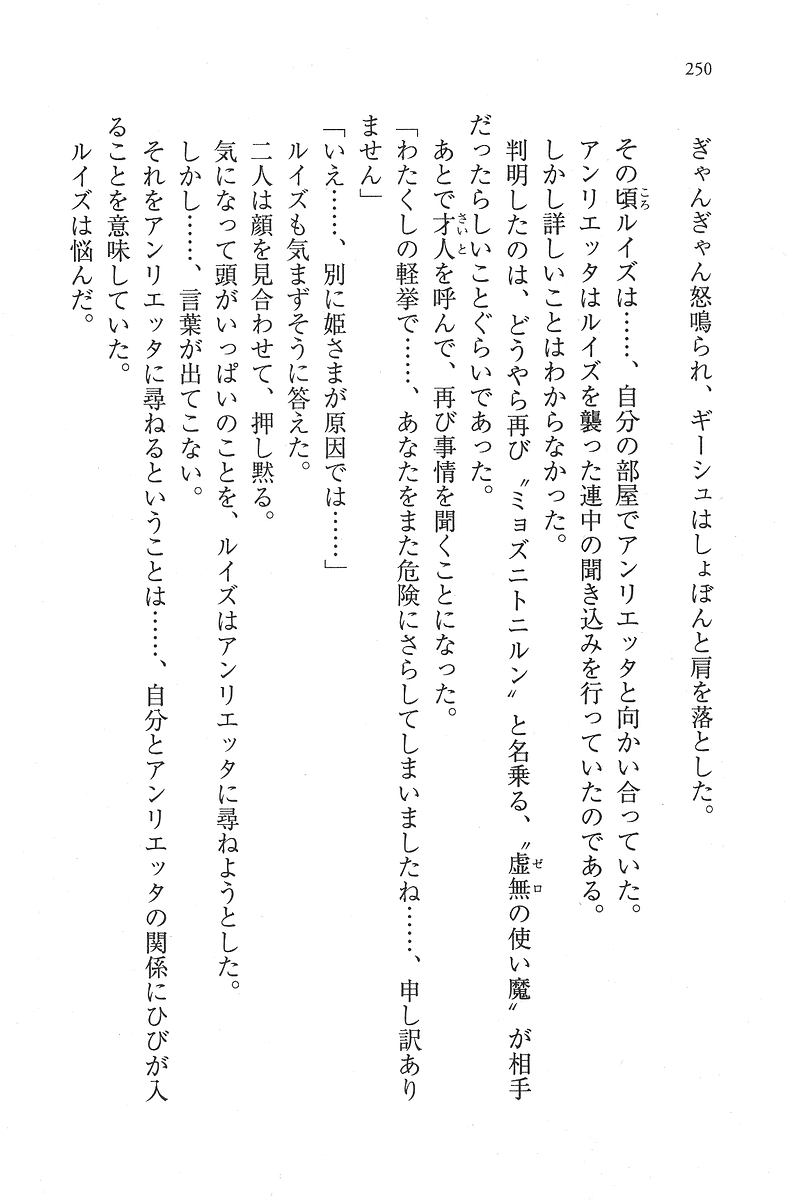 250
ぎゃんぎゃん怒鳴られ、ギーシュはしょぼんと肩を落とした。
その頃ルイズは……、自分の部屋でアンリエッタと向かい合っていた。
アンリエッタはルイズを襲った連中の聞き込みを行っていたのである。
しかし詳しいことはわからなかった。
判明したのは、どうやら再び〝ミョズニトニルン〟と名乗る、〝虚無の使い魔〟が相手
だったらしいことぐらいであった。
あとで才人を呼んで、再び事情を聞くことになった。
「わたくしの軽挙で……、あなたをまた危険にさらしてしまいましたね……、申し訳あり
ません」
「いえ……、別に姫さまが原因では……」
ルイズも気まずそうに答えた。
二人は顔を見合わせて、押し黙る。
気になって頭がいっぱいのことを、ルイズはアンリエッタに尋ねようとした。
しかし……、言葉が出てこない。
それをアンリエッタに尋ねるということは……、自分とアンリエッタの関係にひびが入
ることを意味していた。
ルイズは悩んだ。